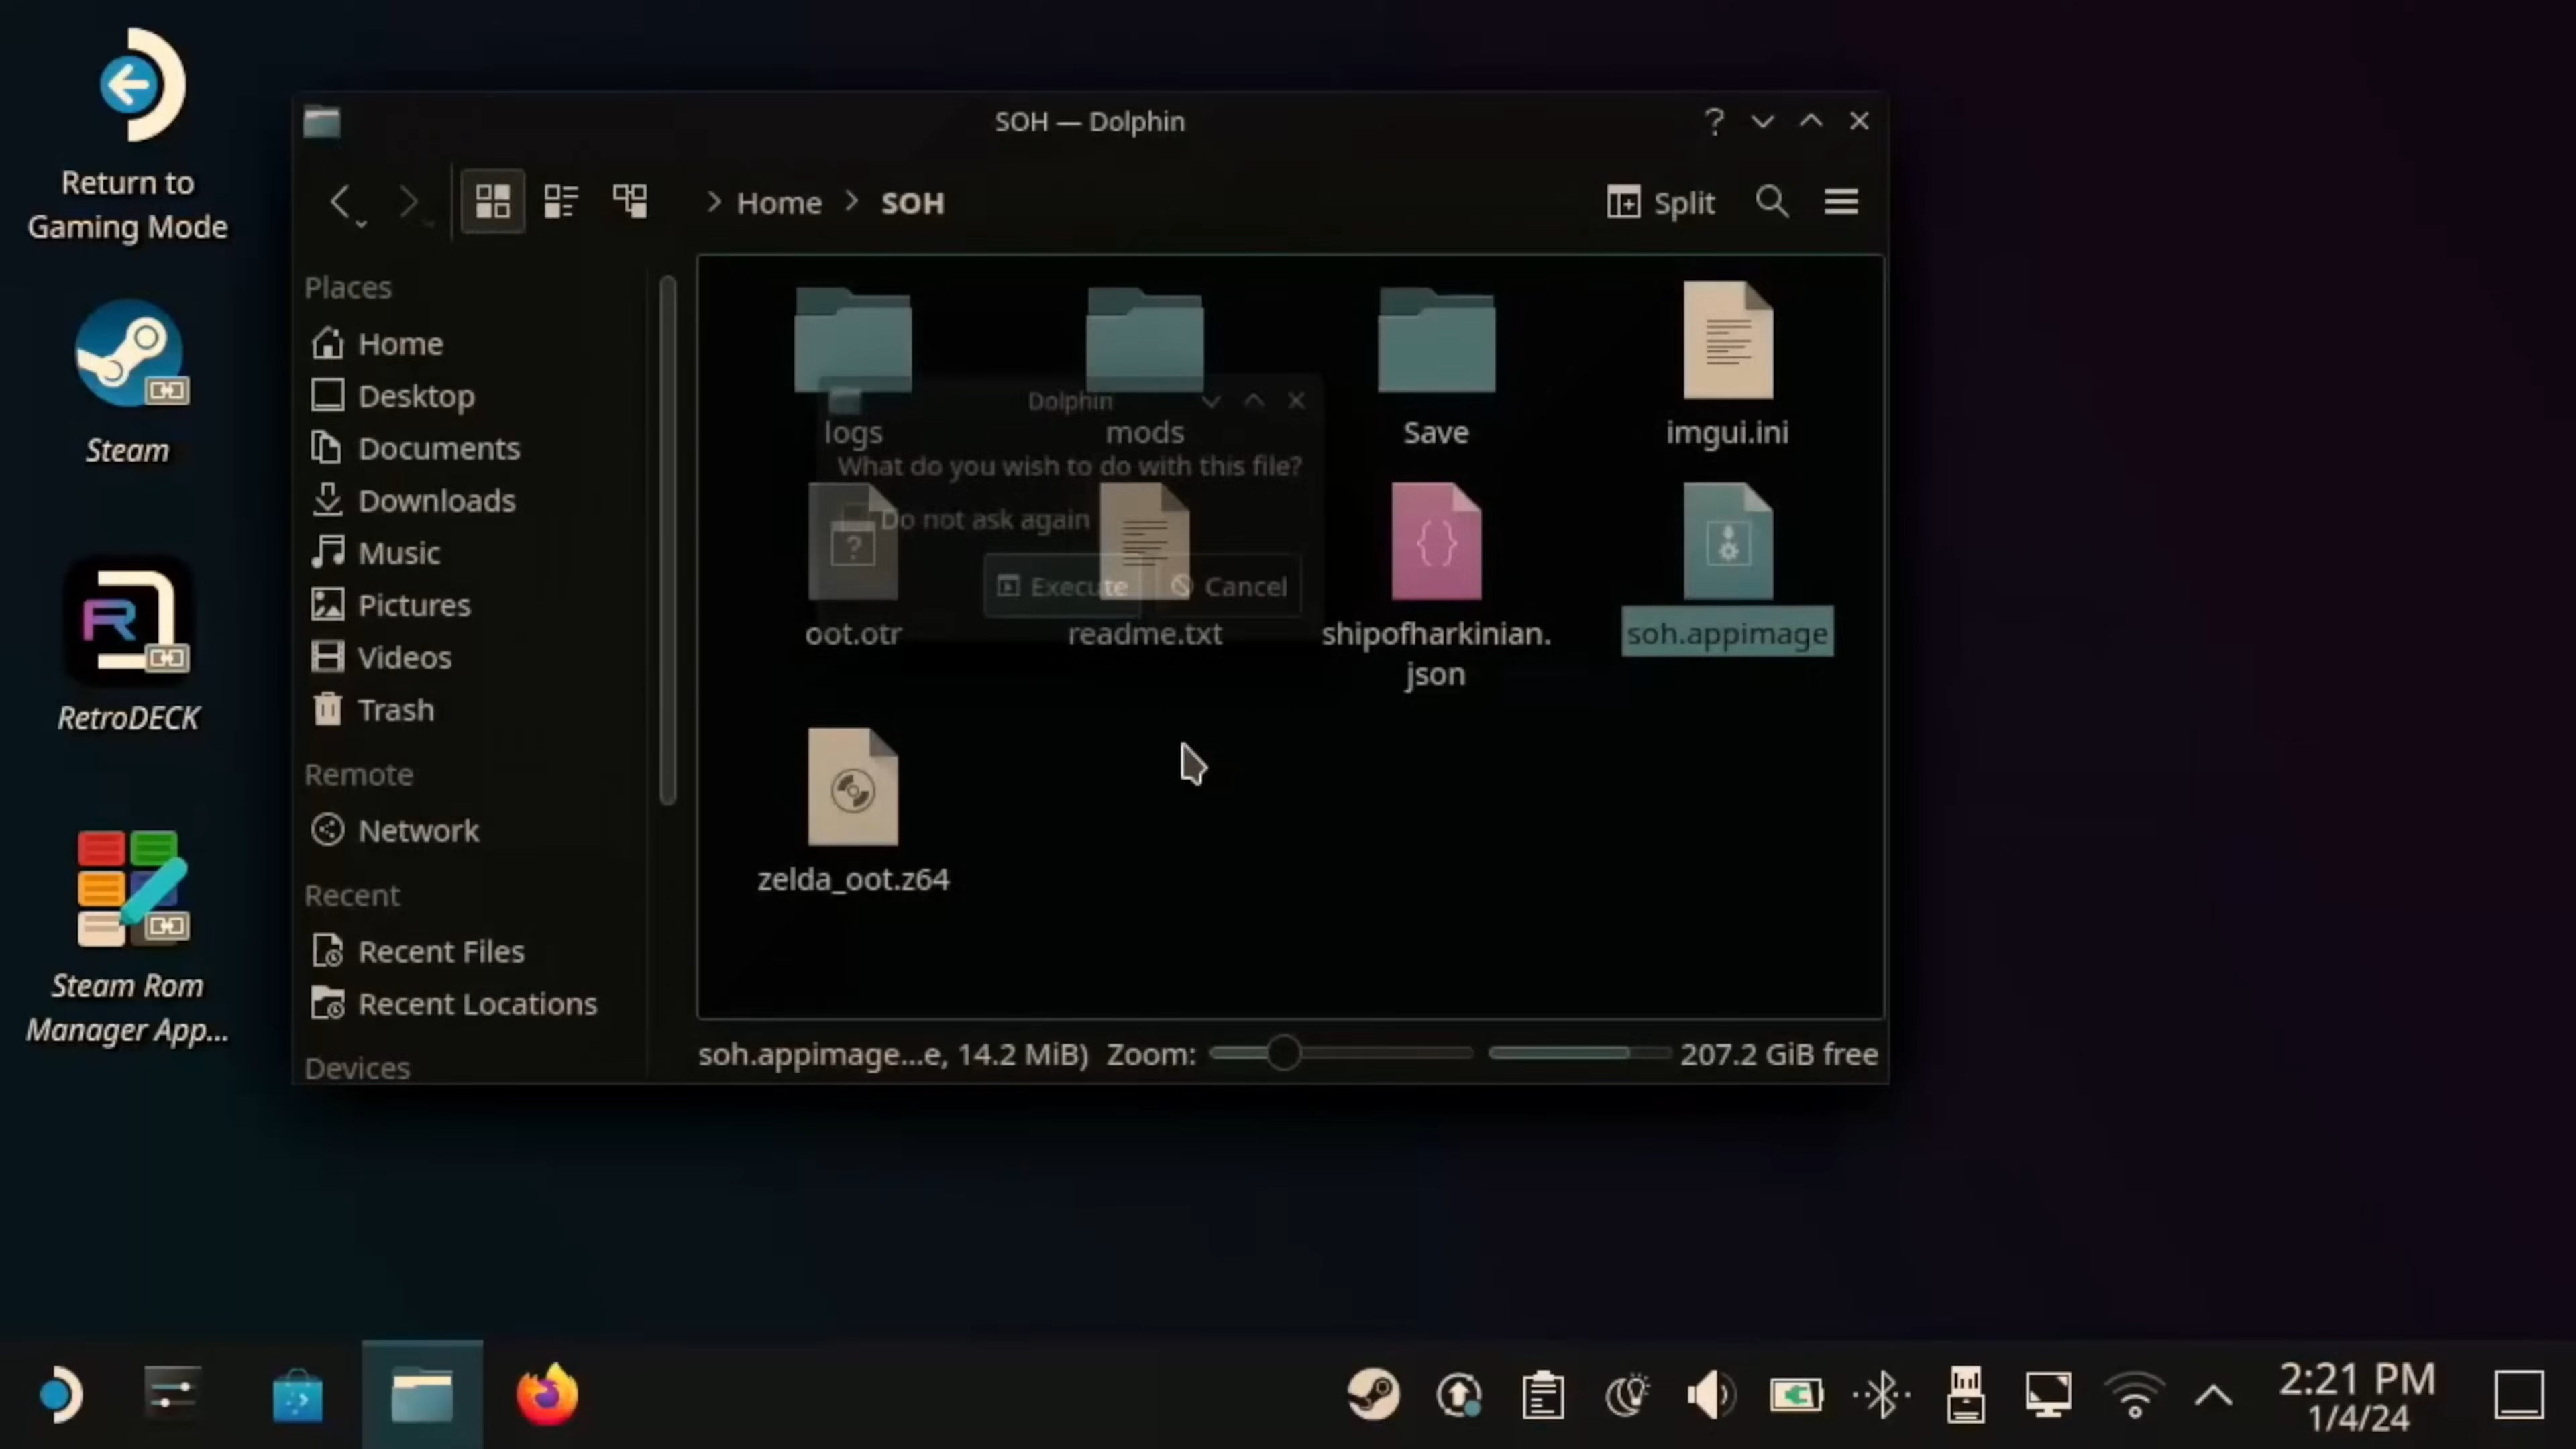 Return to
Gaming Mode
Steam
RetroDECK
Steam Rom
Manager App...
SOH — Dolphin
Home
SOH
Split
Places
Home
Desktop
Documents
Downloads
Music
Pictures
Videos
Trash
Remote
Network
Recent
Recent Files
Recent Locations
Devices
logs
mods
Save
imgui.ini
oot.otr
readme.txt
shipofharkinian.
json
soh.appimage
zelda_oot.z64
Dolphin
What do you wish to do with this file?
Do not ask again
Execute
Cancel
soh.appimage...e, 14.2 MiB)
Zoom:
207.2 GiB free
2:21 PM
1/4/24